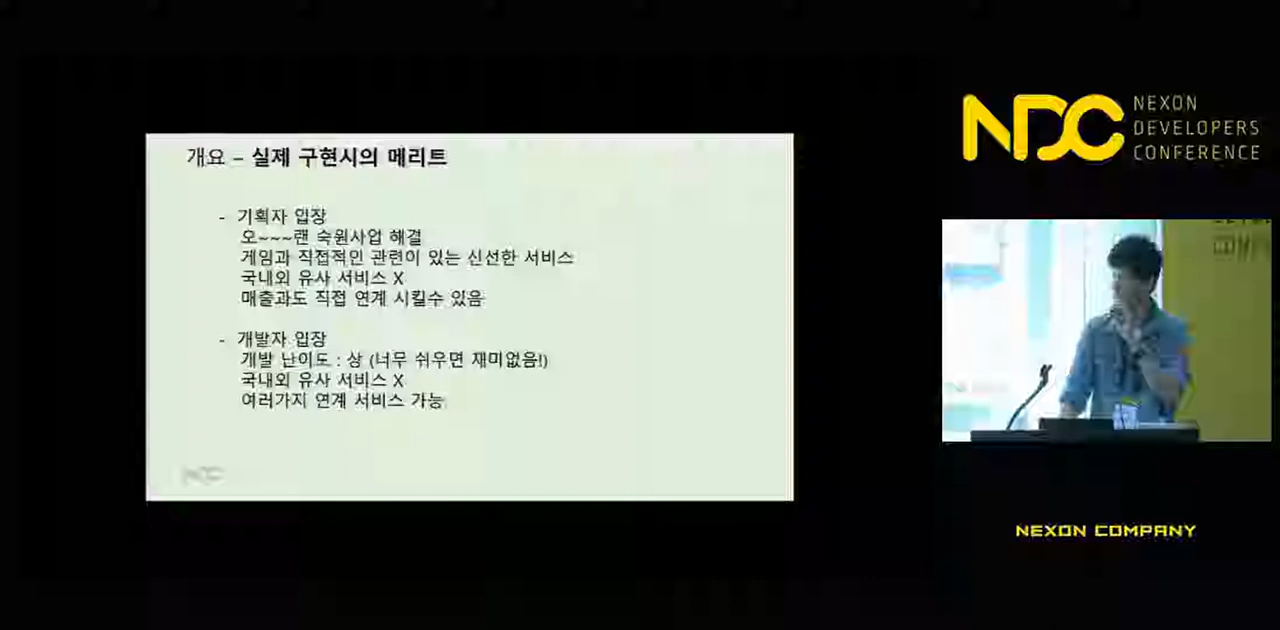 개요 – 실제 구현시의 메리트
- 기획자 입장
오~~~랜 숙원사업 해결
게임과 직접적인 관련이 있는 신선한 서비스
국내외 유사 서비스 X
매출과도 직접 연계 시킬수 있음
- 개발자 입장
개발 난이도 : 상 (너무 쉬우면 재미없음!)
국내외 유사 서비스 X
여러가지 연계 서비스 가능
NDC
NDC
NEXON
DEVELOPERS
CONFERENCE
NEXON COMPANY